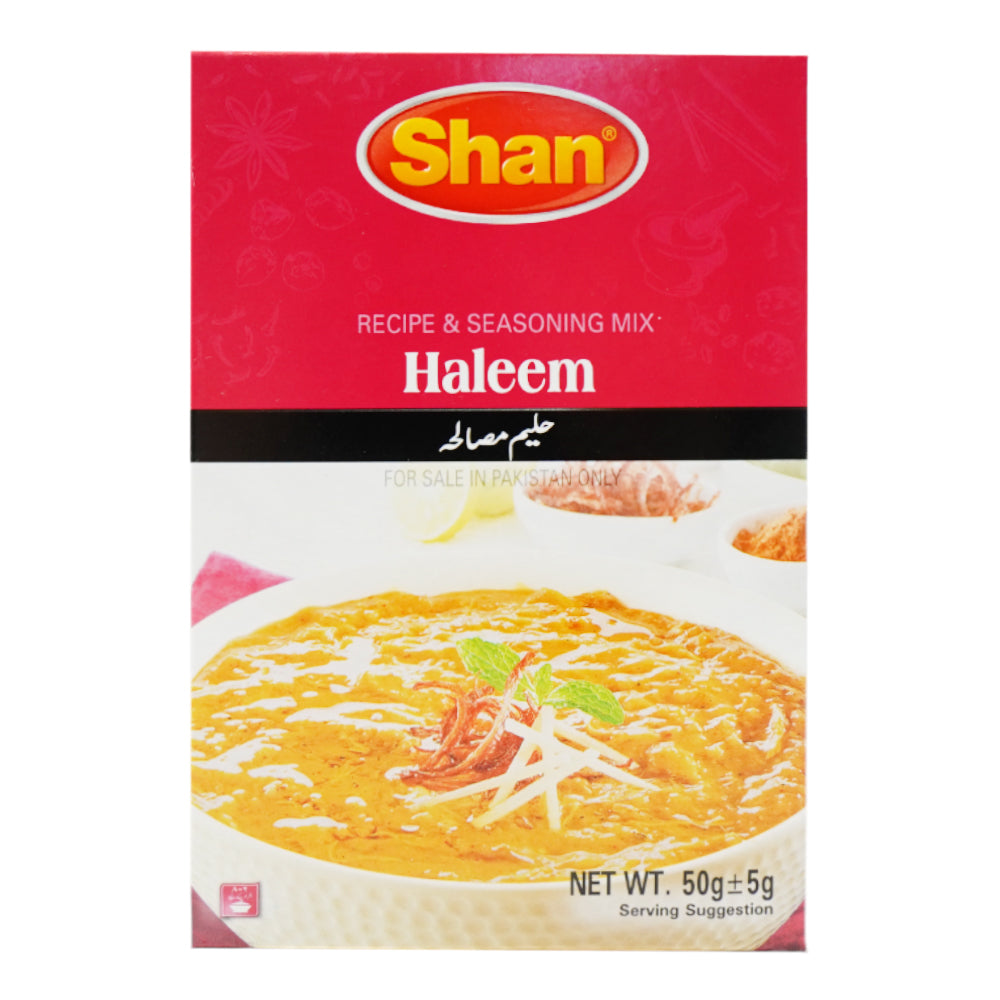 Shan®
RECIPE & SEASONING MIX
Haleem
حلیم مصالحہ
FOR SALE IN PAKISTAN ONLY
NET WT. 50g±5g
Serving Suggestion